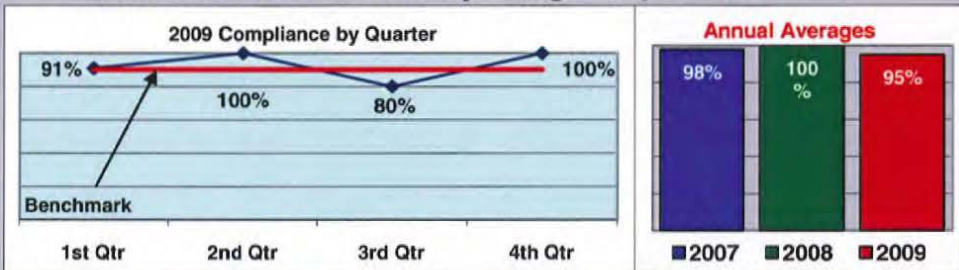 2009 Compliance by Quarter
91%
100%
80%
100%
Benchmark
1st Qtr 2nd Qtr 3rd Qtr 4th Qtr
Annual Averages
98%
100
%
95%
2007 2008 2009